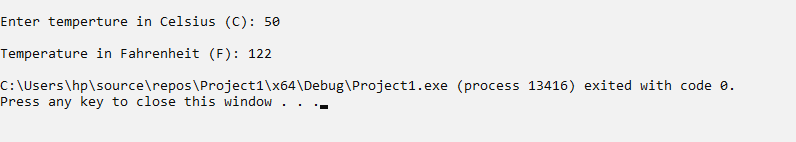 Enter temperture in Celsius (C): 50
Temperature in Fahrenheit (F): 122
C:\Users\hp\source\repos\Project1\x64\Debug\Project1.exe (process 13416) exited with code 0.
Press any key to close this window . . .